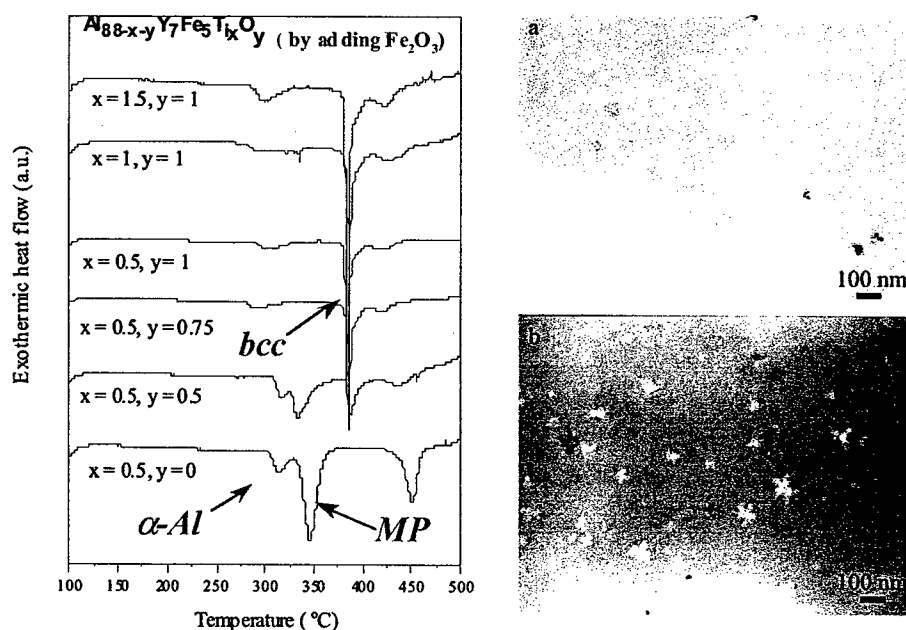 Al88-x-yY7Fe5TixOy ( by adding Fe2O3)
x = 1.5, y = 1
x = 1, y = 1
x = 0.5, y = 1
x = 0.5, y = 0.75
bcc
x = 0.5, y = 0.5
x = 0.5, y = 0
α-Al
MP
Exothermic heat flow (a.u.)
100 150 200 250 300 350 400 450 500
Temperature ( °C)
a
100 nm
b
100 nm